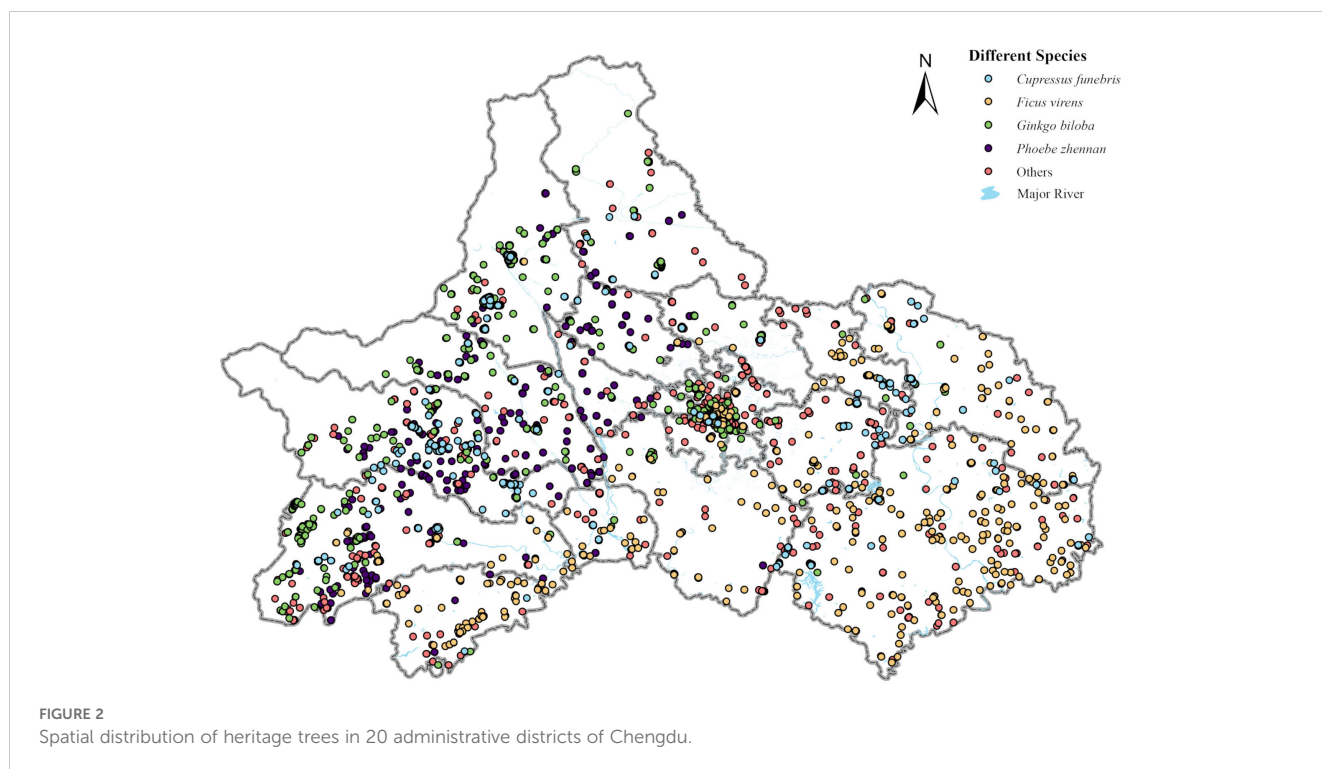 N
Different Species
Cupressus funebris
Ficus virens
Ginkgo biloba
Phoebe zhennan
Others
Major River
FIGURE 2
Spatial distribution of heritage trees in 20 administrative districts of Chengdu.